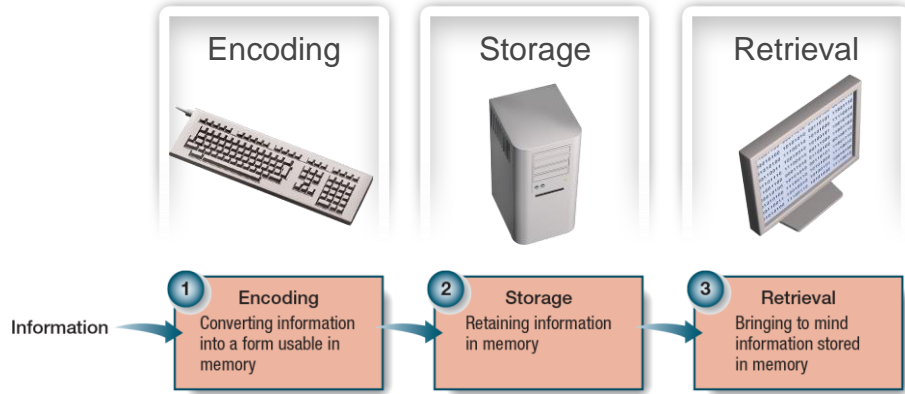 Encoding
Storage
Retrieval
Information
1
Encoding
Converting information
into a form usable in
memory
2
Storage
Retaining information
in memory
3
Retrieval
Bringing to mind
information stored
in memory